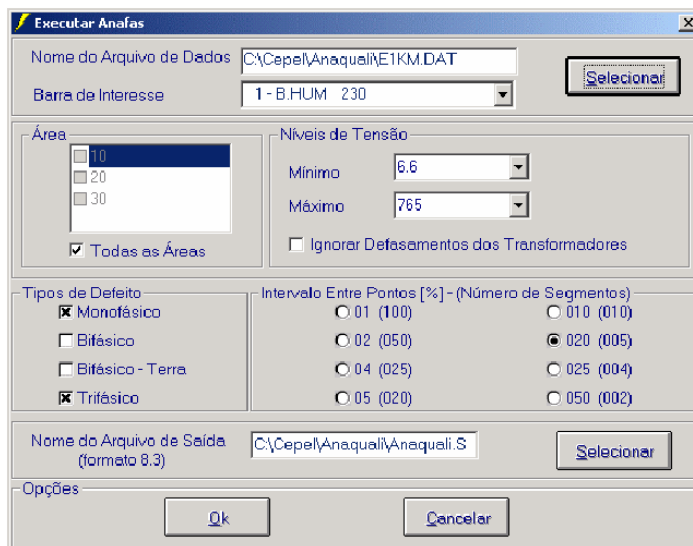 Executar Anafas
Nome do Arquivo de Dados C:\Cepel\Anaquali\E1KM.DAT
Selecionar
Barra de Interesse 1 - B.HUM 230
Área
10
20
30
Todas as Áreas
Níveis de Tensão
Mínimo 6.6
Máximo 765
Ignorar Defasamentos dos Transformadores
Tipos de Defeito
Monofásico
Bifásico
Bifásico - Terra
Trifásico
Intervalo Entre Pontos [%] - (Número de Segmentos)
01 (100) 010 (010)
02 (050) 020 (005)
04 (025) 025 (004)
05 (020) 050 (002)
Nome do Arquivo de Saída C:\Cepel\Anaquali\Anaquali.S
(formato 8.3)
Selecionar
Opções
Ok Cancelar